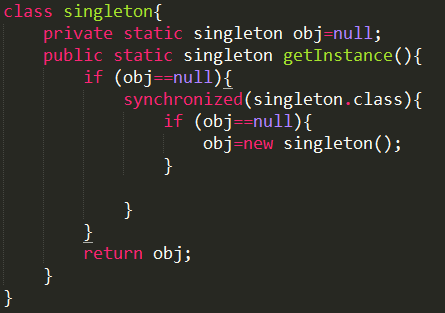 class singleton{
    private static singleton obj=null;
    public static singleton getInstance(){
        if (obj==null){
            synchronized(singleton.class){
                if (obj==null){
                    obj=new singleton();
                }

            }
        }
        return obj;
    }
}